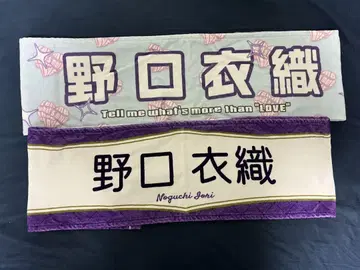 野口衣織
Tell me what's more than "LOVE"
野口衣織
Noguchi Iori